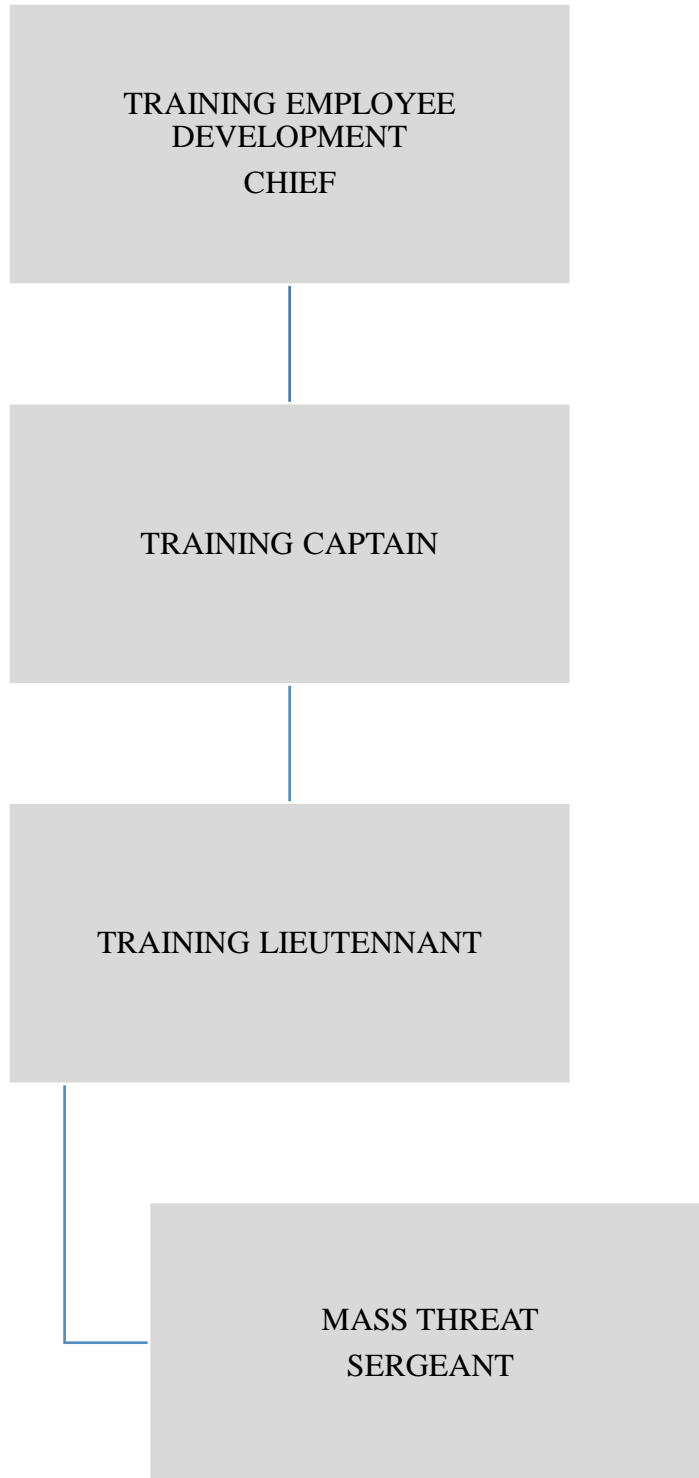 TRAINING EMPLOYEE
DEVELOPMENT
CHIEF
TRAINING CAPTAIN
TRAINING LIEUTENNANT
MASS THREAT
SERGEANT